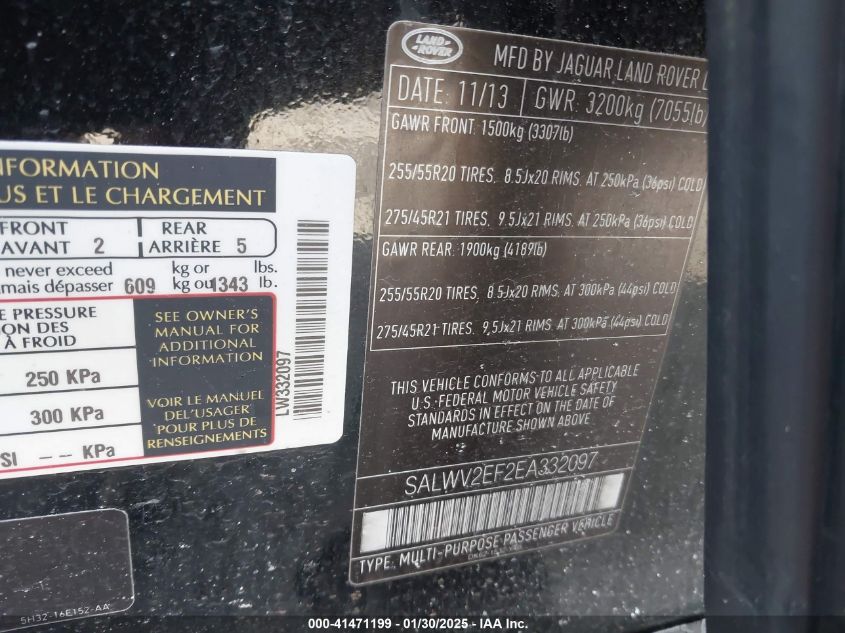 NFORMATION
US ET LE CHARGEMENT
FRONT
AVANT 2
REAR
ARRIÈRE 5
never exceed
mais dépasser 609 kg or
kg ou 1343 lbs.
lb.
E PRESSURE
ION DES
À FROID
250 KPa
300 KPa
SI -- KPa
SEE OWNER'S
MANUAL FOR
ADDITIONAL
INFORMATION
VOIR LE MANUEL
DEL'USAGER
POUR PLUS DE
RENSEIGNEMENTS
LW332097
5H32-16E152-AA
LAND
ROVER
MFD BY JAGUAR LAND ROVER L
DATE: 11/13 GWR: 3200kg (7055lb)
GAWR FRONT: 1500kg (3307lb)
255/55R20 TIRES, 8.5Jx20 RIMS, AT 250kPa (36psi) COLD
275/45R21 TIRES, 9.5Jx21 RIMS, AT 250kPa (36psi) COLD
GAWR REAR: 1900kg (4189lb)
255/55R20 TIRES, 8.5Jx20 RIMS, AT 300kPa (44psi) COLD
275/45R21 TIRES, 9.5Jx21 RIMS, AT 300kPa (44psi) COLD
THIS VEHICLE CONFORMS TO ALL APPLICABLE
U.S. FEDERAL MOTOR VEHICLE SAFETY
STANDARDS IN EFFECT ON THE DATE OF
MANUFACTURE SHOWN ABOVE
SALWV2EF2EA332097
TYPE: MULTI-PURPOSE PASSENGER VEHICLE
000-41471199 - 01/30/2025 - IAA Inc.